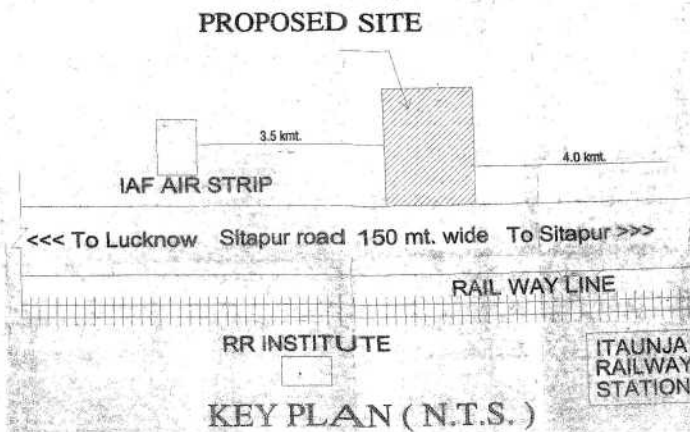 PROPOSED SITE
3.5 kmt.
4.0 kmt.
IAF AIR STRIP
<<< To Lucknow Sitapur road 150 mt. wide To Sitapur >>>
RAIL WAY LINE
RR INSTITUTE
ITAUNJA
RAILWAY
STATION
KEY PLAN ( N.T.S. )